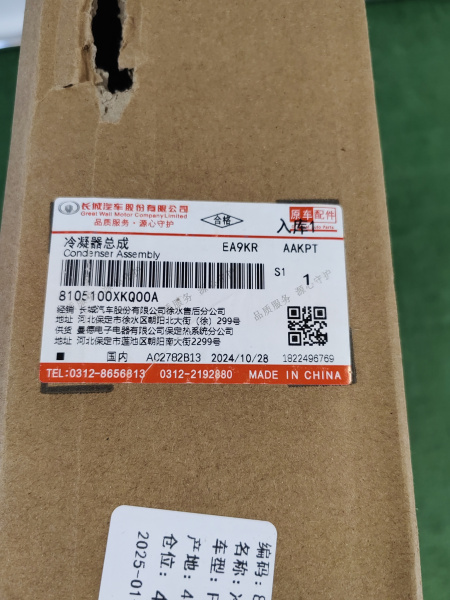 长城汽车股份有限公司
Great Wall Motor Company Limited
品质服务·源心守护
合格
原车配件
入库1
冷凝器总成
Condenser Assembly
EA9KR AAKPT
S1 1
8105100XKQ00A
经销 长城汽车股份有限公司徐水售后分公司
地址 河北保定市徐水区朝阳北大街（徐）299号
供货 曼德电子电器有限公司保定热系统分公司
地址 河北保定市莲池区朝阳南大街2299号
国内 AC2782B13 2024/10/28 1822496769
TEL:0312-8656813 0312-2192880 MADE IN CHINA
编码:8
名称:
车型:
产地:4
仓位:4
2025-01